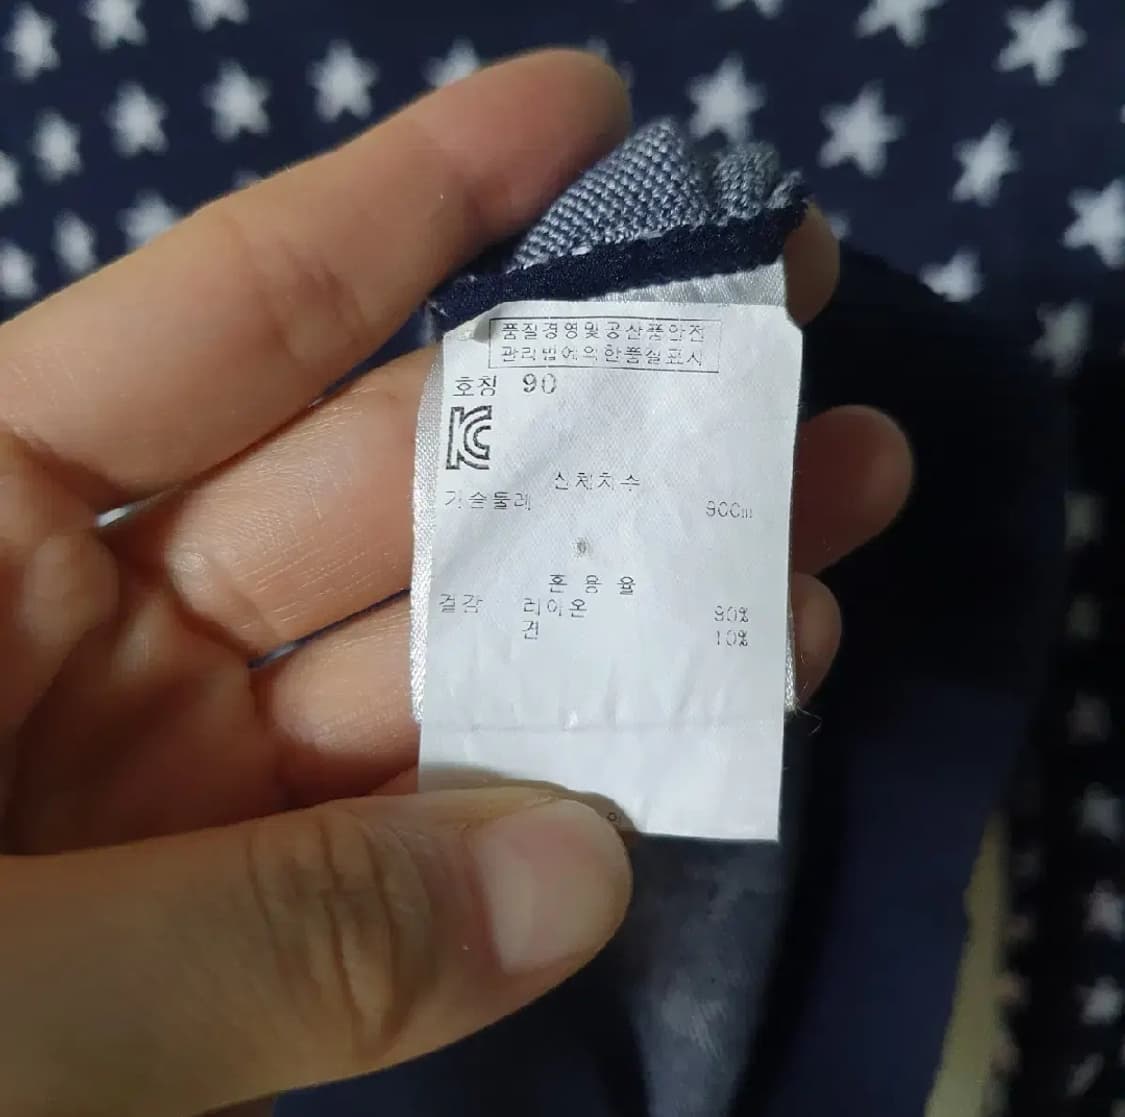 품질경영및공산품안전
관리법에의한품질표시
호칭 90
KC
신체치수
가슴둘레 90Cm
혼 용 율
겉감 레이온 90%
견 10%